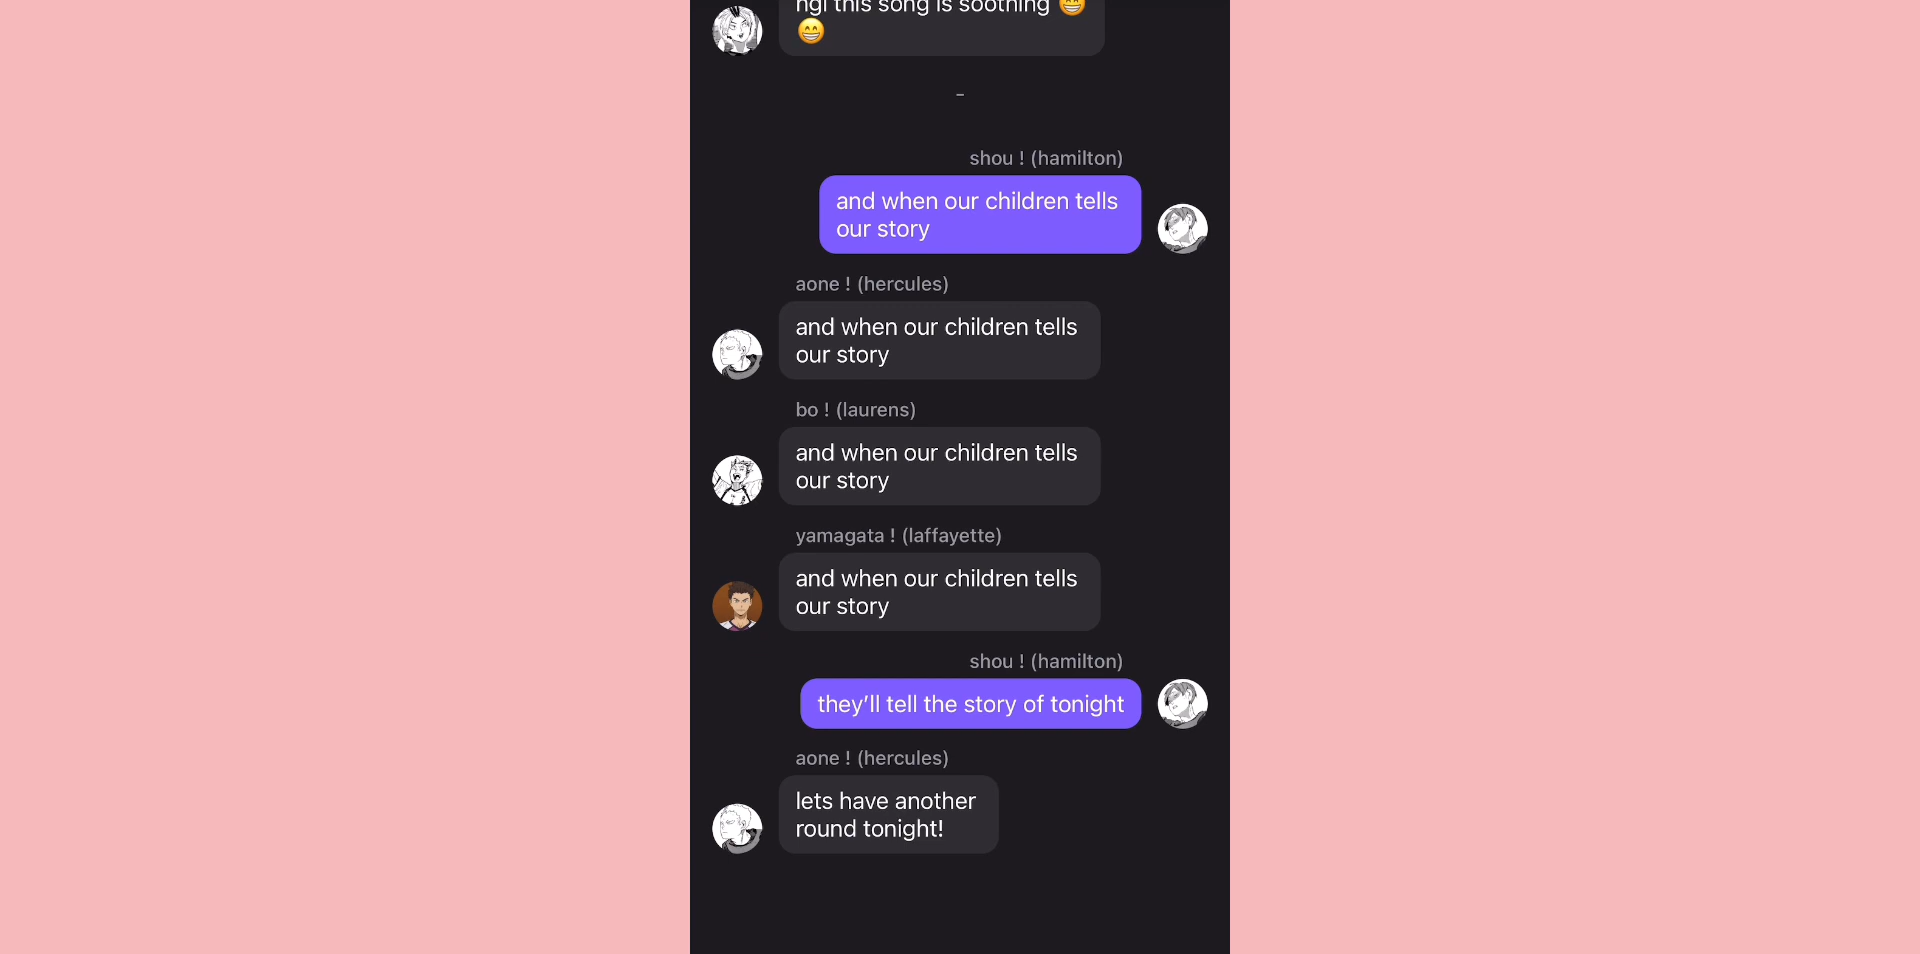 ngl this song is soothing 😁
😁
–
shou ! (hamilton)
and when our children tells
our story
aone ! (hercules)
and when our children tells
our story
bo ! (laurens)
and when our children tells
our story
yamagata ! (laffayette)
and when our children tells
our story
shou ! (hamilton)
they’ll tell the story of tonight
aone ! (hercules)
lets have another
round tonight!